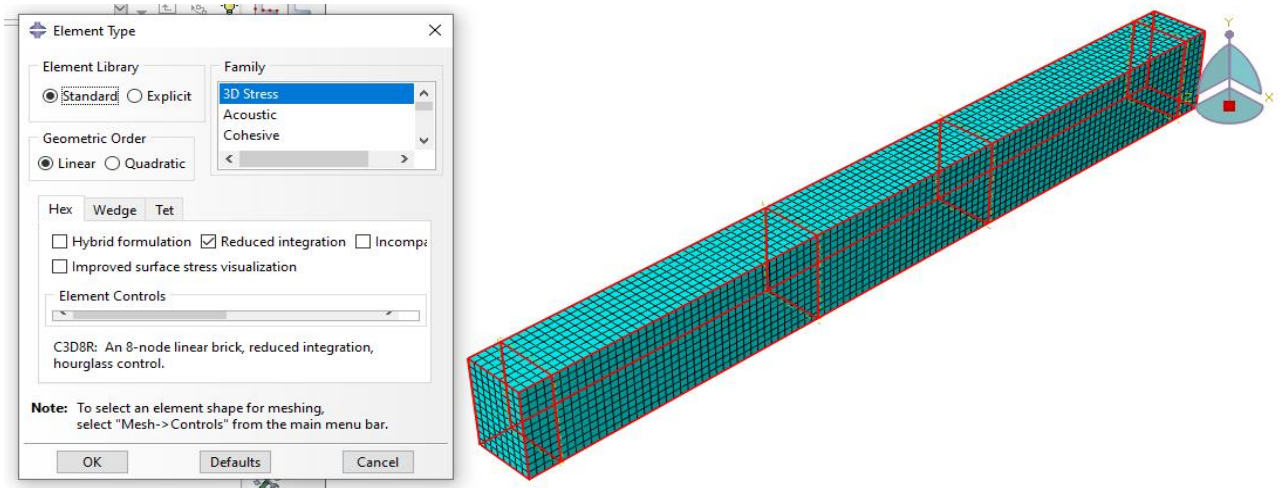 Element Type
Element Library
Standard Explicit
Family
3D Stress
Acoustic
Cohesive
Geometric Order
Linear Quadratic
Hex Wedge Tet
Hybrid formulation Reduced integration Incompa
Improved surface stress visualization
Element Controls
C3D8R: An 8-node linear brick, reduced integration,
hourglass control.
Note: To select an element shape for meshing,
select "Mesh->Controls" from the main menu bar.
OK Defaults Cancel
Y
X
Z